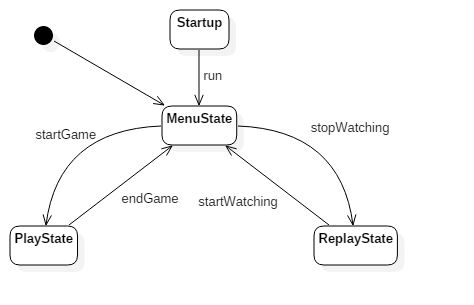 Startup
run
MenuState
startGame
stopWatching
endGame
startWatching
PlayState
ReplayState